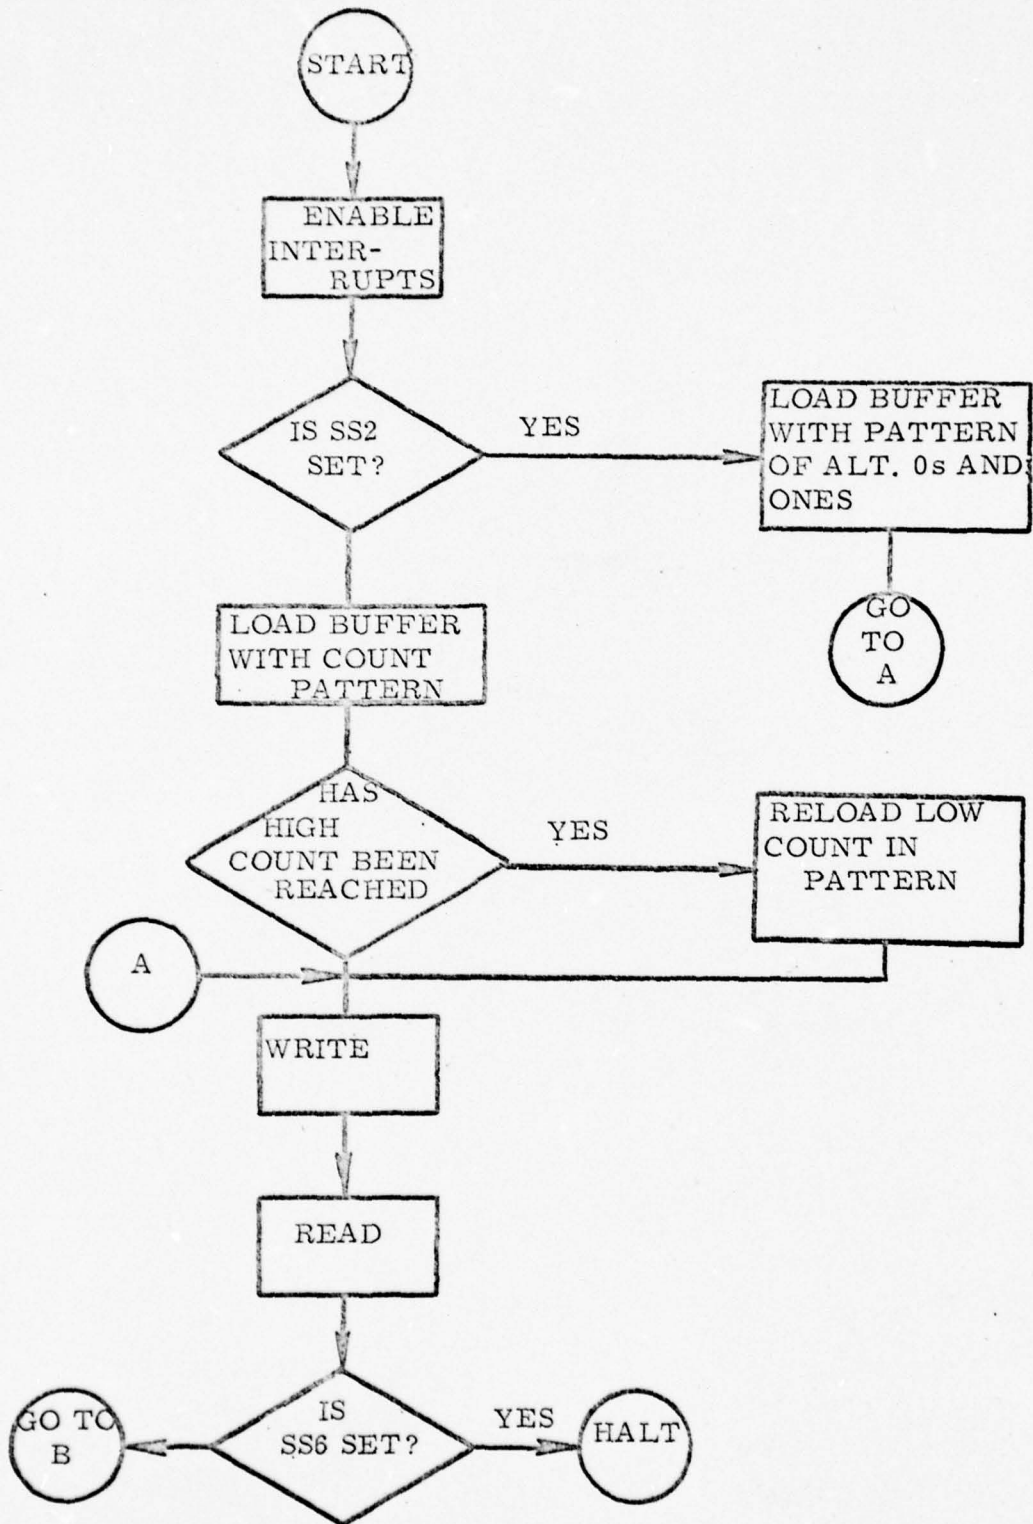 START
ENABLE
INTER-
RUPTS
IS SS2
SET?
YES
LOAD BUFFER
WITH PATTERN
OF ALT. 0s AND
ONES
GO
TO
A
LOAD BUFFER
WITH COUNT
PATTERN
HAS
HIGH
COUNT BEEN
REACHED
YES
RELOAD LOW
COUNT IN
PATTERN
A
WRITE
READ
IS
SS6 SET?
YES
HALT
GO TO
B